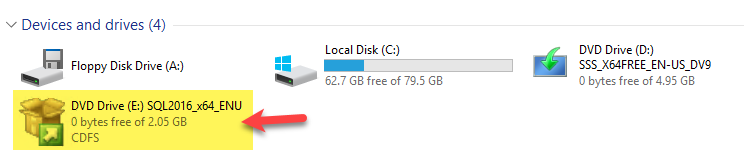 Devices and drives (4)
Floppy Disk Drive (A:)
Local Disk (C:)
62.7 GB free of 79.5 GB
DVD Drive (D:)
SSS_X64FREE_EN-US_DV9
0 bytes free of 4.95 GB
DVD Drive (E:) SQL2016_x64_ENU
0 bytes free of 2.05 GB
CDFS